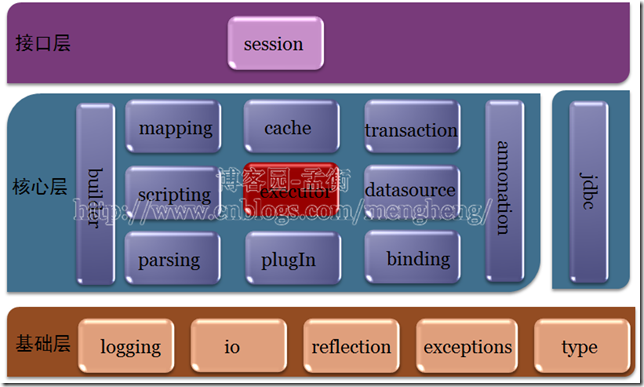 接口层
session
核心层
builder
mapping
cache
transaction
annonation
jdbc
scripting
executor
datasource
博客园-孟衡
http://www.cnblogs.com/mengheng/
parsing
plugIn
binding
基础层
logging
io
reflection
exceptions
type